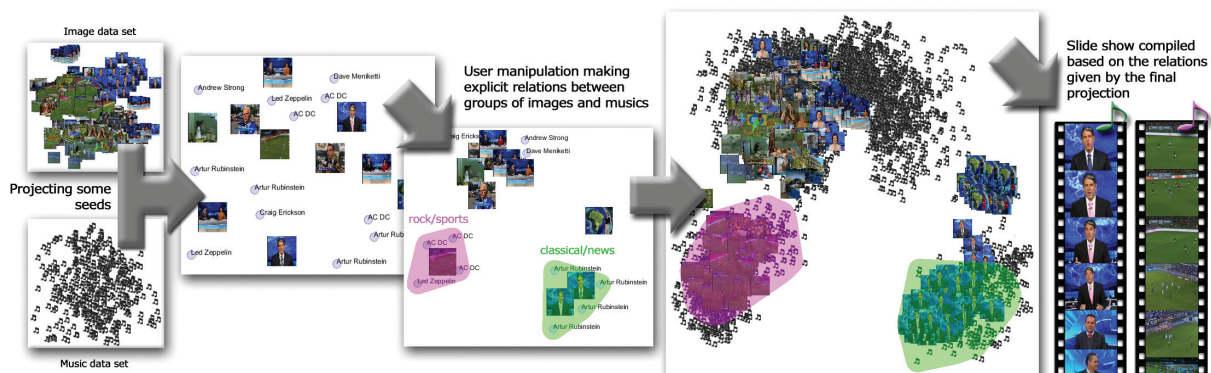 Image data set
Projecting some
seeds
Music data set
Andrew Strong
Dave Meniketti
Led Zeppelin
AC DC
AC DC
Artur Rubinstein
Artur Rubinstein
Craig Erickson
AC DC
Led Zeppelin
Artur Rubinstein
User manipulation making
explicit relations between
groups of images and musics
Andrew Strong
Dave Meniketti
rock/sports
AC DC
AC DC
AC DC
Led Zeppelin
classical/news
Artur Rubinstein
Artur Rubinstein
Artur Rubinstein
Artur Rubinstein
Slide show compiled
based on the relations
given by the final
projection